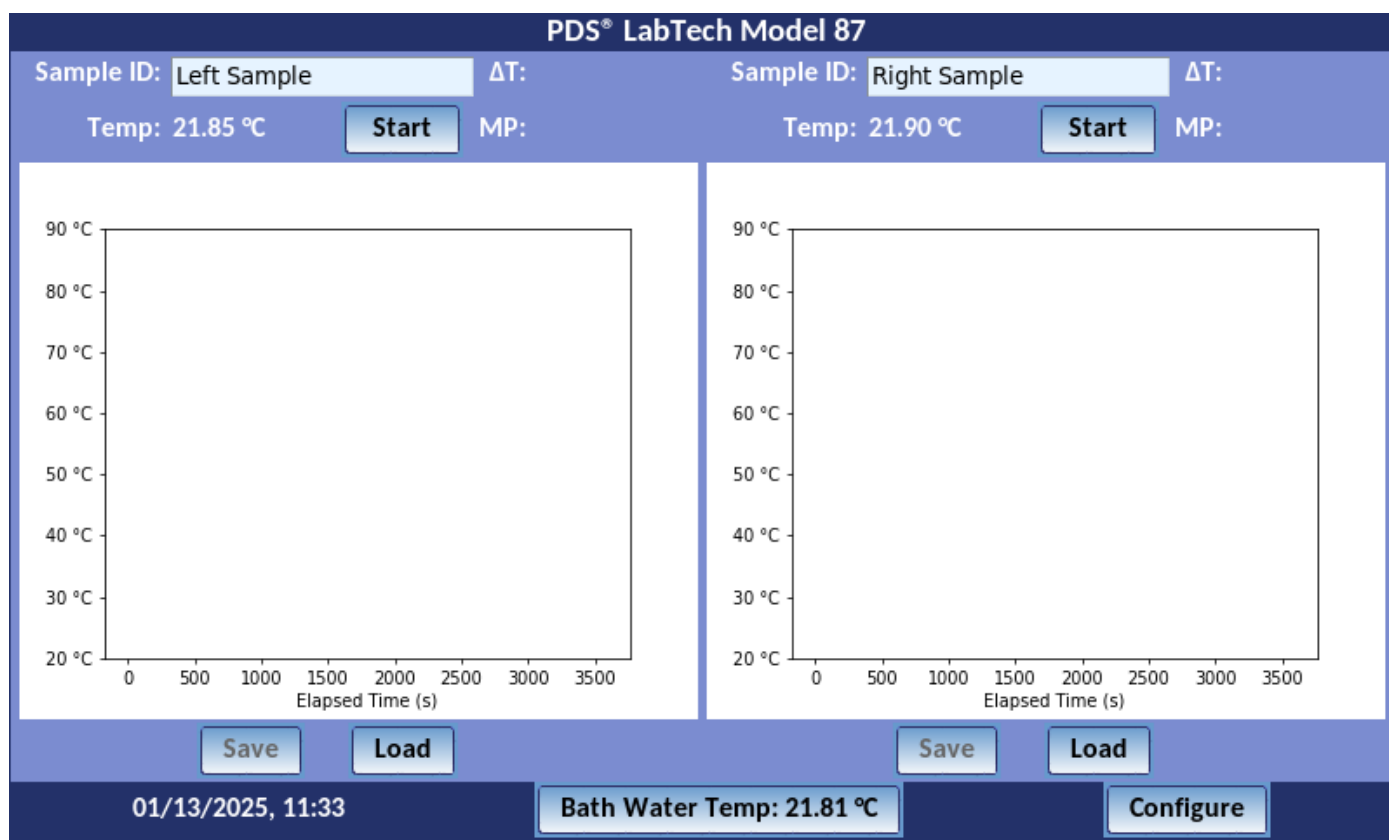 PDS® LabTech Model 87
Sample ID: Left Sample ΔT:
Temp: 21.85 °C Start MP:
Sample ID: Right Sample ΔT:
Temp: 21.90 °C Start MP:
90 °C
80 °C
70 °C
60 °C
50 °C
40 °C
30 °C
20 °C
0 500 1000 1500 2000 2500 3000 3500
Elapsed Time (s)
90 °C
80 °C
70 °C
60 °C
50 °C
40 °C
30 °C
20 °C
0 500 1000 1500 2000 2500 3000 3500
Elapsed Time (s)
Save Load
Save Load
01/13/2025, 11:33 Bath Water Temp: 21.81 °C Configure